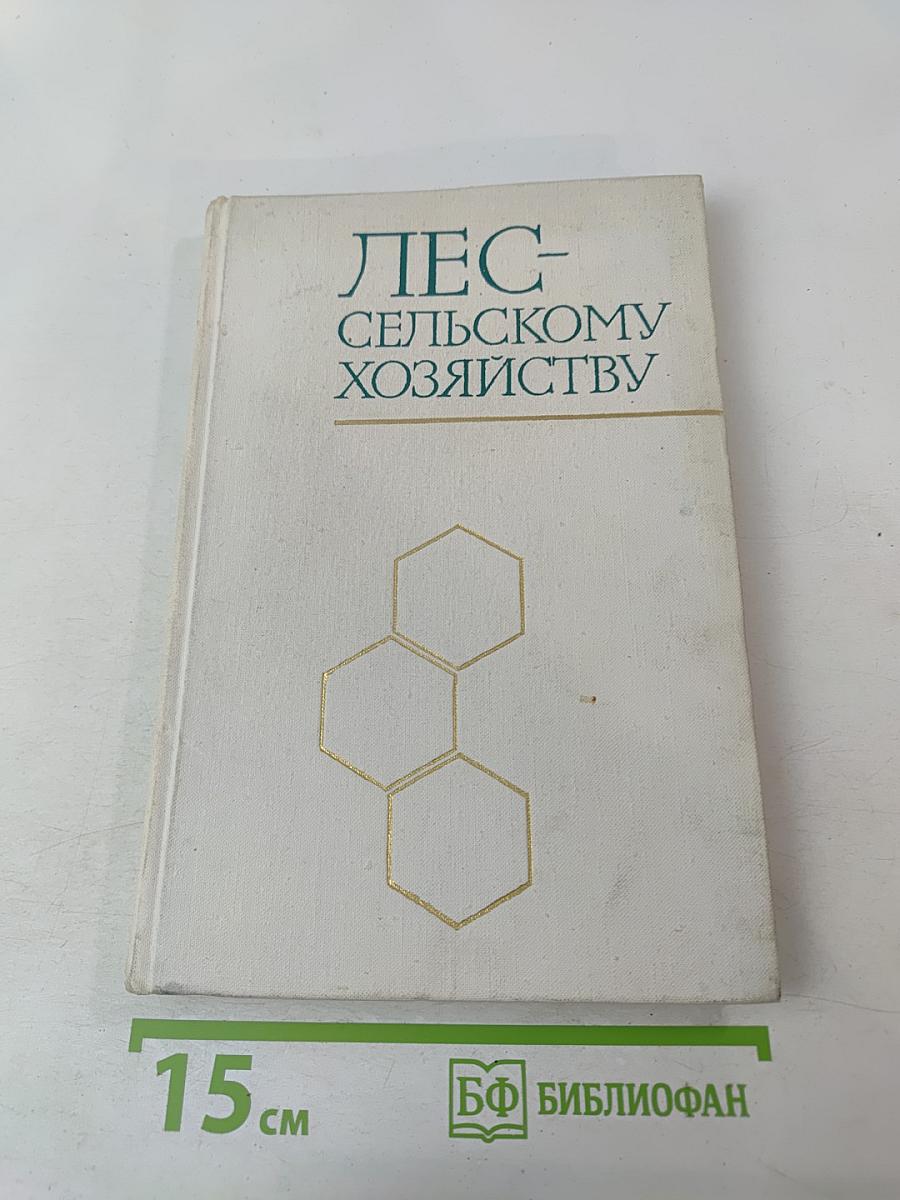 ЛЕС-
СЕЛЬСКОМУ
ХОЗЯЙСТВУ
15 см
БФ БИБЛИОФАН